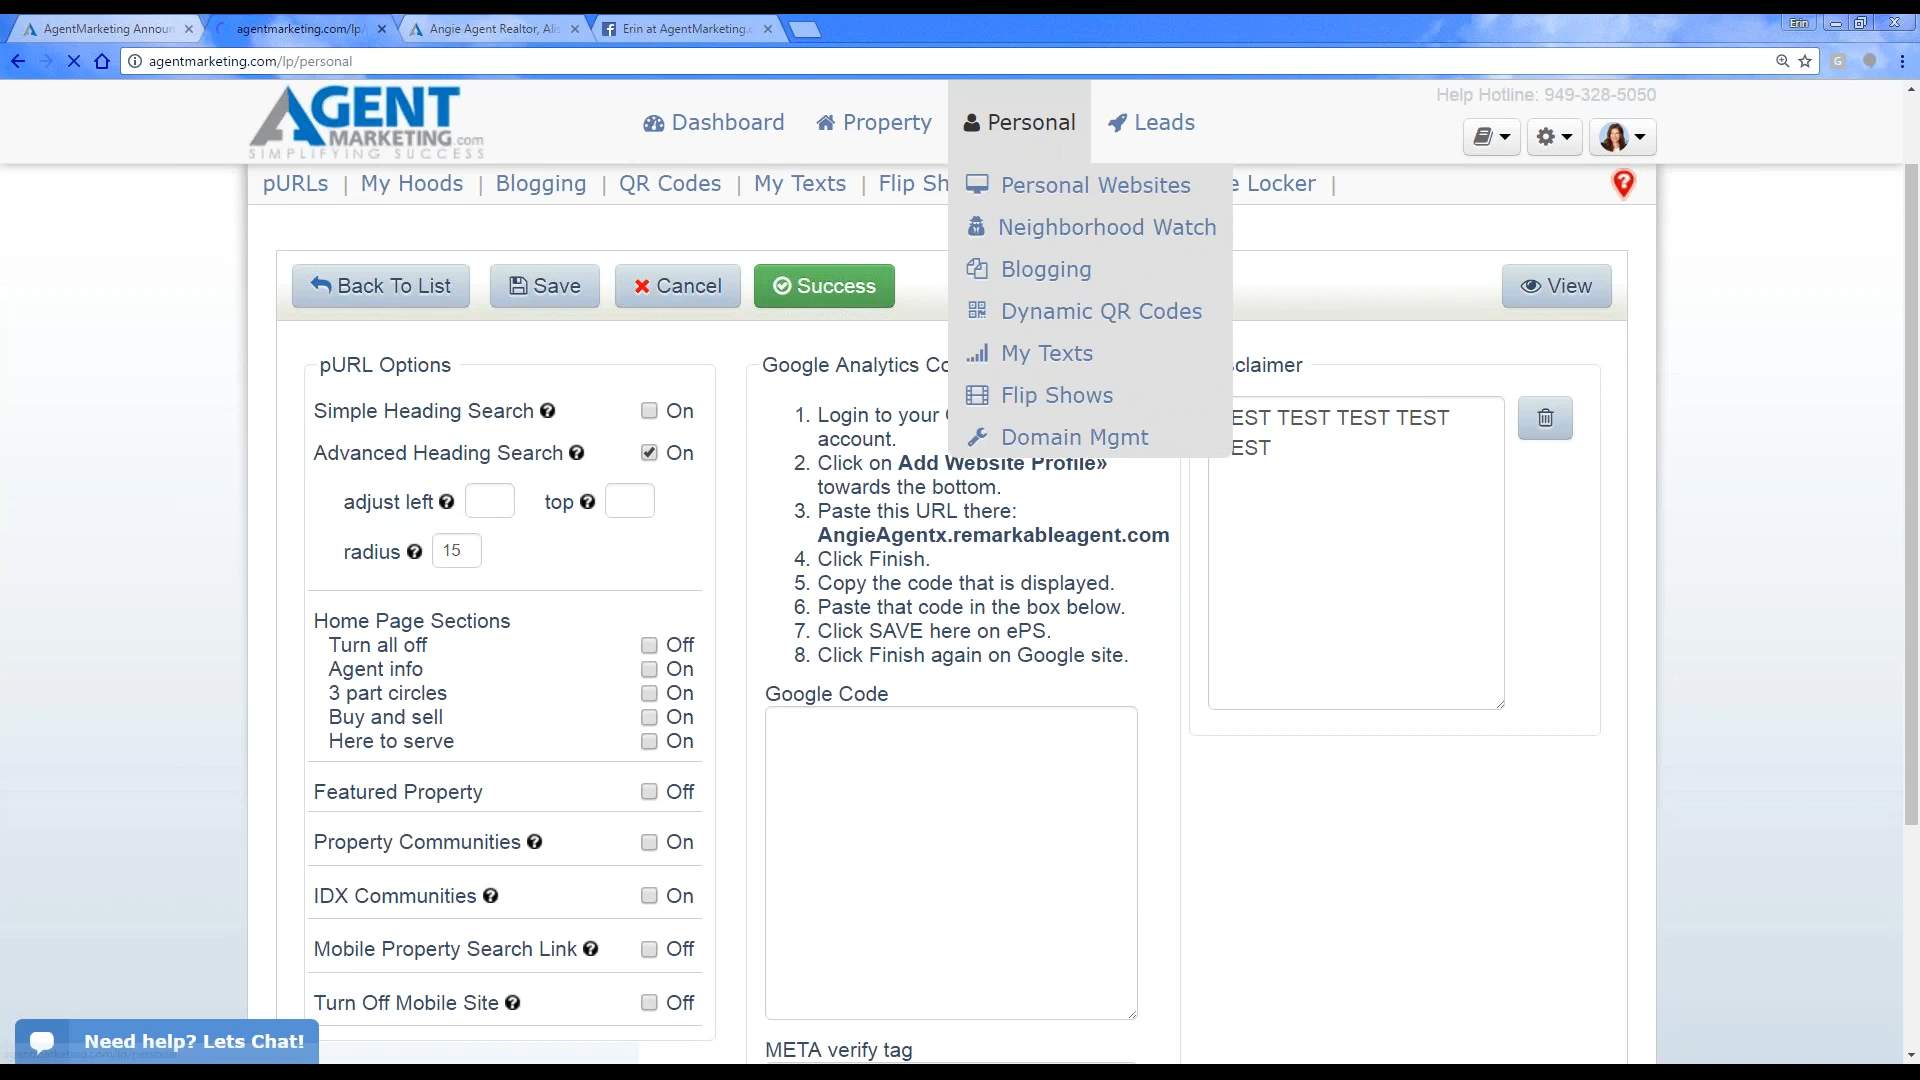 AgentMarketing Announ
agentmarketing.com/lp/
Angie Agent Realtor, Alis
Erin at AgentMarketing.c
Erin
agentmarketing.com/lp/personal
AGENT
MARKETING.com
SIMPLIFYING SUCCESS
Dashboard
Property
Personal
Leads
Help Hotline: 949-328-5050
pURLs | My Hoods | Blogging | QR Codes | My Texts | Flip Sh
e Locker |
Personal Websites
Neighborhood Watch
Blogging
Dynamic QR Codes
My Texts
Flip Shows
Domain Mgmt
Back To List
Save
Cancel
Success
View
pURL Options
Simple Heading Search ? On
Advanced Heading Search ? On
adjust left ? top ?
radius ? 15
Home Page Sections
Turn all off Off
Agent info On
3 part circles On
Buy and sell On
Here to serve On
Featured Property Off
Property Communities ? On
IDX Communities ? On
Mobile Property Search Link ? Off
Turn Off Mobile Site ? Off
Google Analytics Co
1. Login to your
account.
2. Click on Add Website Profile»
towards the bottom.
3. Paste this URL there:
AngieAgentx.remarkableagent.com
4. Click Finish.
5. Copy the code that is displayed.
6. Paste that code in the box below.
7. Click SAVE here on ePS.
8. Click Finish again on Google site.
Google Code
META verify tag
claimer
EST TEST TEST TEST
EST
Need help? Lets Chat!